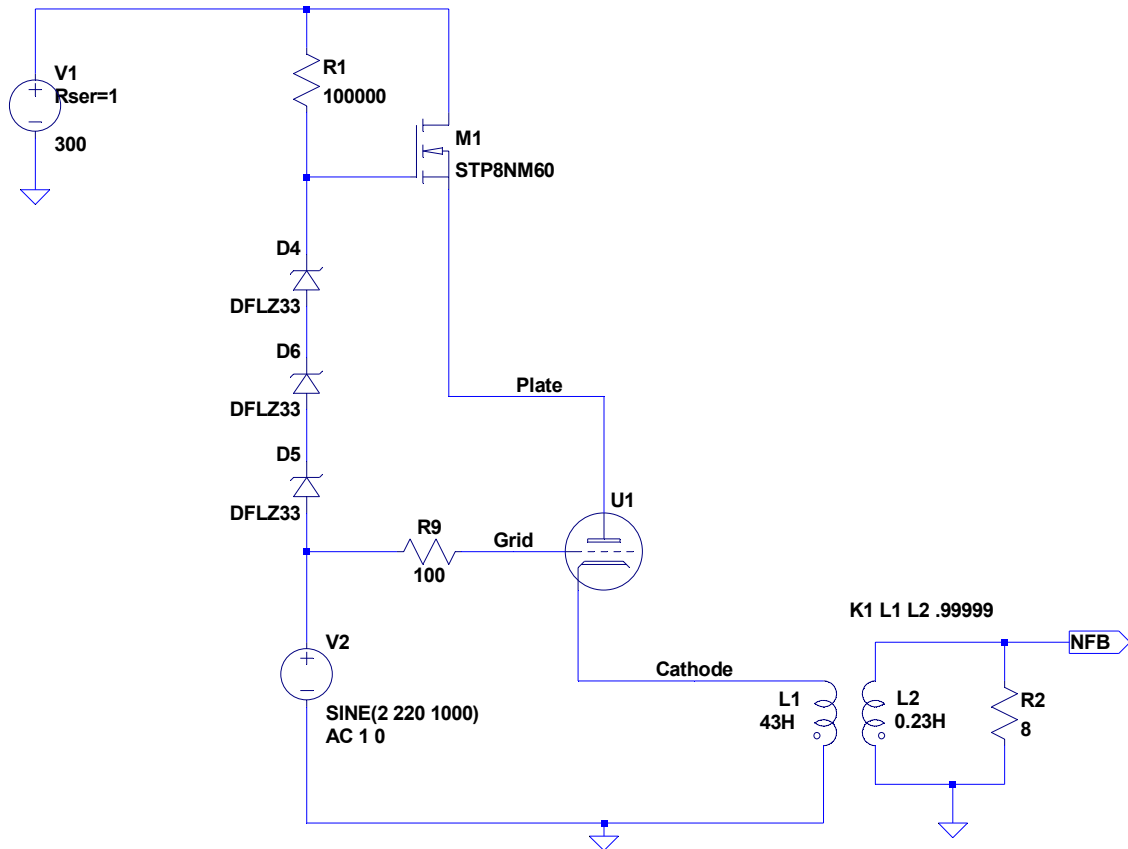 V1
Rser=1
300
R1
100000
M1
STP8NM60
D4
DFLZ33
D6
DFLZ33
Plate
D5
DFLZ33
U1
R9
Grid
100
V2
SINE(2 220 1000)
AC 1 0
K1 L1 L2 .99999
NFB
Cathode
L1
43H
L2
0.23H
R2
8